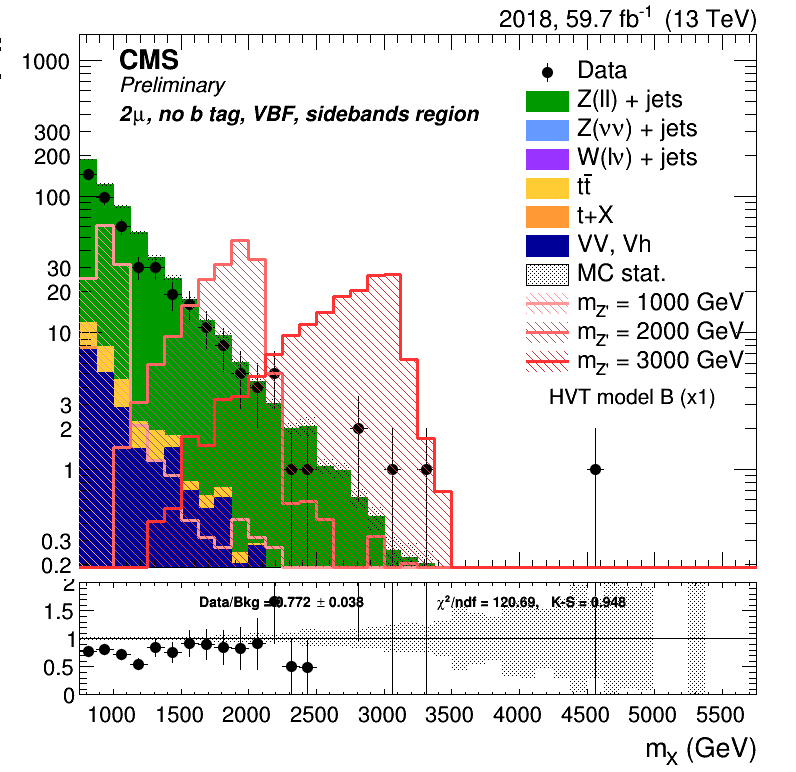 2018, 59.7 fb⁻¹ (13 TeV)
CMS
Preliminary
2μ, no b tag, VBF, sidebands region
Data
Z(ll) + jets
Z(νν) + jets
W(lν) + jets
tt̄
t+X
VV, Vh
MC stat.
m_Z' = 1000 GeV
m_Z' = 2000 GeV
m_Z' = 3000 GeV
HVT model B (x1)
1000
300
200
100
30
20
10
3
2
1
0.3
0.2
Data/Bkg = 0.772 ± 0.038
χ²/ndf = 120.69, K-S = 0.948
2
1.5
1
0.5
0
1000 1500 2000 2500 3000 3500 4000 4500 5000 5500
m_X (GeV)